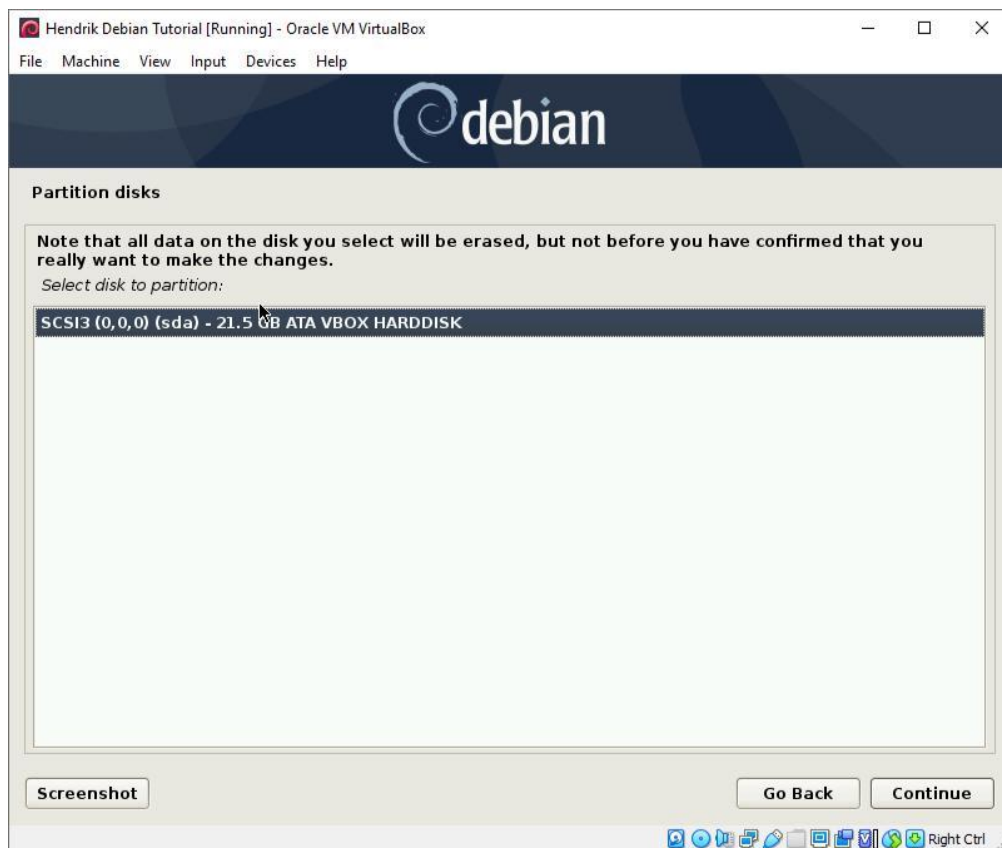 Hendrik Debian Tutorial [Running] - Oracle VM VirtualBox
File Machine View Input Devices Help
debian
Partition disks
Note that all data on the disk you select will be erased, but not before you have confirmed that you
really want to make the changes.
Select disk to partition:
SCSI3 (0,0,0) (sda) - 21.5 GB ATA VBOX HARDDISK
Screenshot Go Back Continue
Right Ctrl